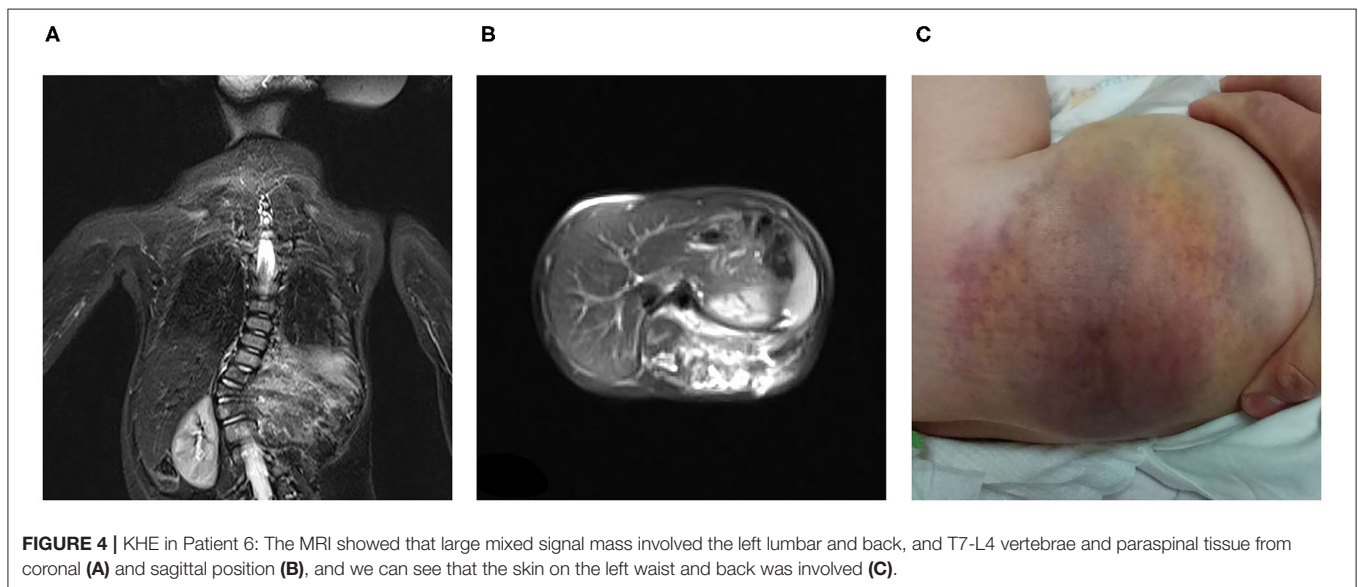 A
B
C
FIGURE 4 | KHE in Patient 6: The MRI showed that large mixed signal mass involved the left lumbar and back, and T7-L4 vertebrae and paraspinal tissue from
coronal (A) and sagittal position (B), and we can see that the skin on the left waist and back was involved (C).